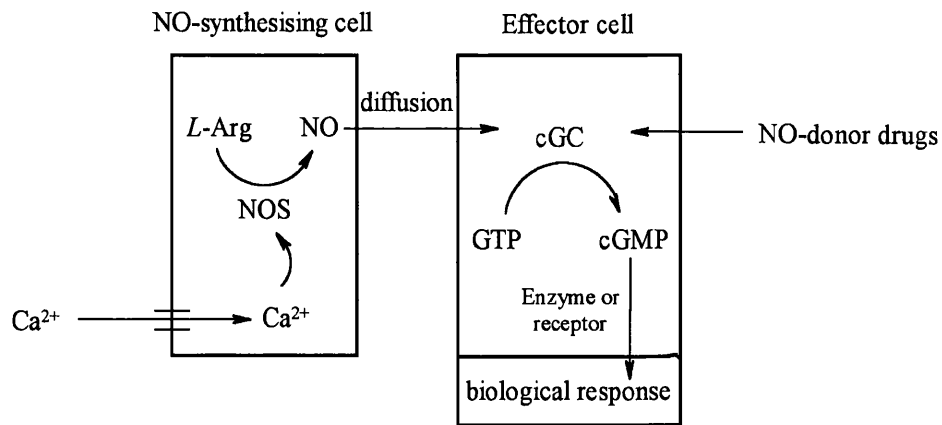 NO-synthesising cell
Effector cell
diffusion
L-Arg
NO
cGC
NO-donor drugs
NOS
GTP
cGMP
Ca²⁺
Ca²⁺
Enzyme or
receptor
biological response